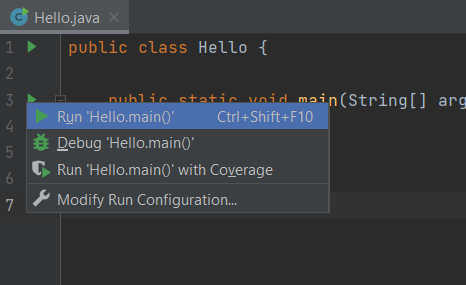 Hello.java
1 public class Hello {
2
3 public static void main(String[] arg
4 Run 'Hello.main()' Ctrl+Shift+F10
5 Debug 'Hello.main()'
6 Run 'Hello.main()' with Coverage
7 Modify Run Configuration...